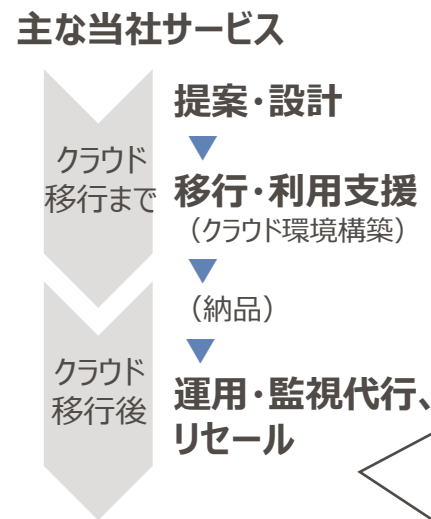 主な当社サービス
クラウド
移行まで
提案・設計
移行・利用支援
（クラウド環境構築）
（納品）
クラウド
移行後
運用・監視代行、
リセール